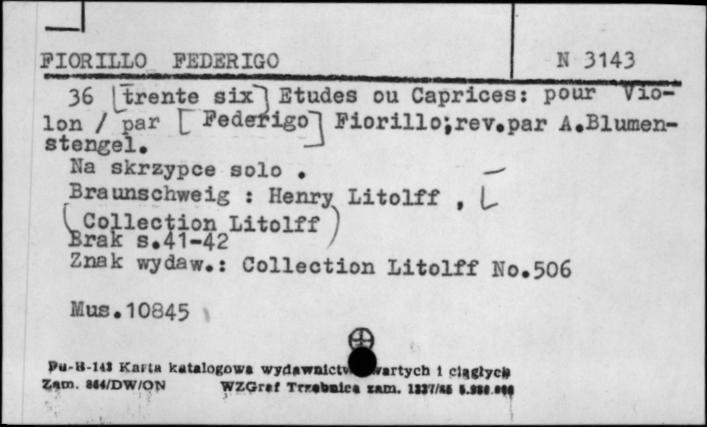 FIORILLO FEDERIGO N 3143
36 [trente six] Etudes ou Caprices: pour Vio-
lon / par [Federigo] Fiorillo;rev.par A.Blumen-
stengel.
Na skrzypce solo .
Braunschweig : Henry Litolff , [
(Collection Litolff)
Brak s.41-42
Znak wydaw.: Collection Litolff No.506
Mus.10845
Pu-B-143 Karta katalogowa wydawnictw zwartych i ciągłych
Zam. 864/DW/ON WZGraf Trzebnica zam.